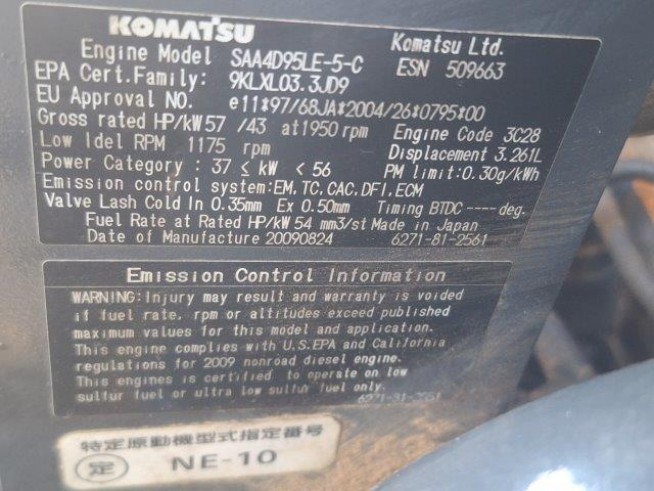 KOMATSU
Komatsu Ltd.
Engine Model SAA4D95LE-5-C
ESN 509663
EPA Cert.Family: 9KLXL03.3JD9
EU Approval NO. e11*97/68JA*2004/26*0795*00
Gross rated HP/kW 57 /43 at 1950 rpm
Engine Code 3C28
Low Idel RPM 1175 rpm
Displacement 3.261L
Power Category : 37 ≤ kW < 56
PM limit:0.30g/kWh
Emission control system:EM,TC,CAC,DFI,ECM
Valve Lash Cold In 0.35mm Ex 0.50mm Timing BTDC ---- deg.
Fuel Rate at Rated HP/kW 54 mm3/st Made in Japan
Date of Manufacture 20090824 6271-81-2561
Emission Control Information
WARNING:Injury may result and warranty is voided
if fuel rate, rpm or altitudes exceed published
maximum values for this model and application.
This engine complies with U.S.EPA and California
regulations for 2009 nonroad diesel engine.
This engines is certified to operate on low
sulfur fuel or ultra low sulfur fuel only.
6271-81-2561
特定原動機型式指定番号
定 NE-10